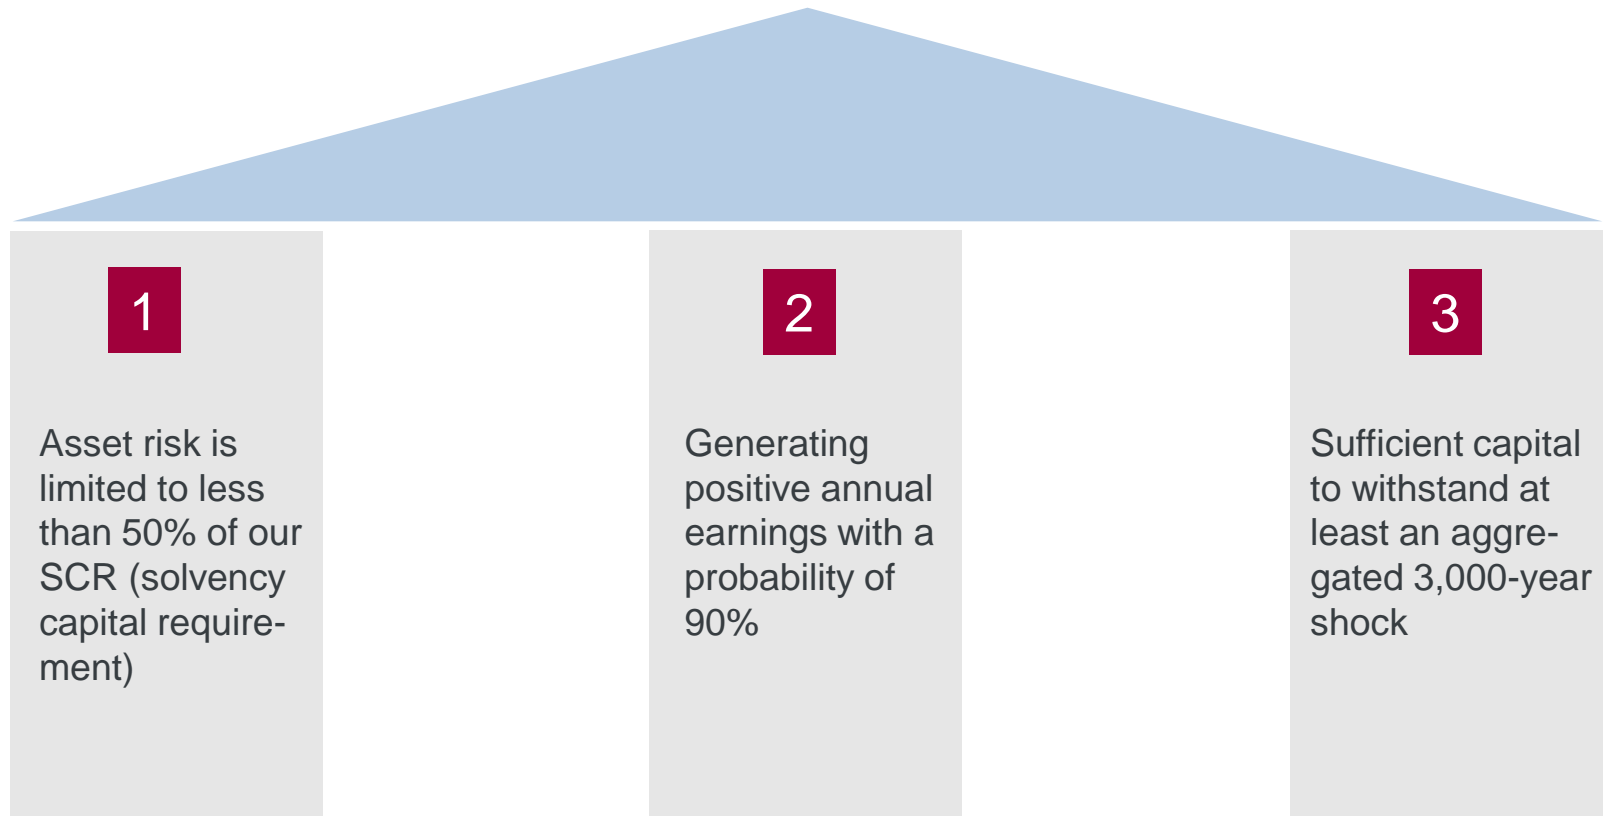 1
Asset risk is
limited to less
than 50% of our
SCR (solvency
capital require-
ment)
2
Generating
positive annual
earnings with a
probability of
90%
3
Sufficient capital
to withstand at
least an aggre-
gated 3,000-year
shock